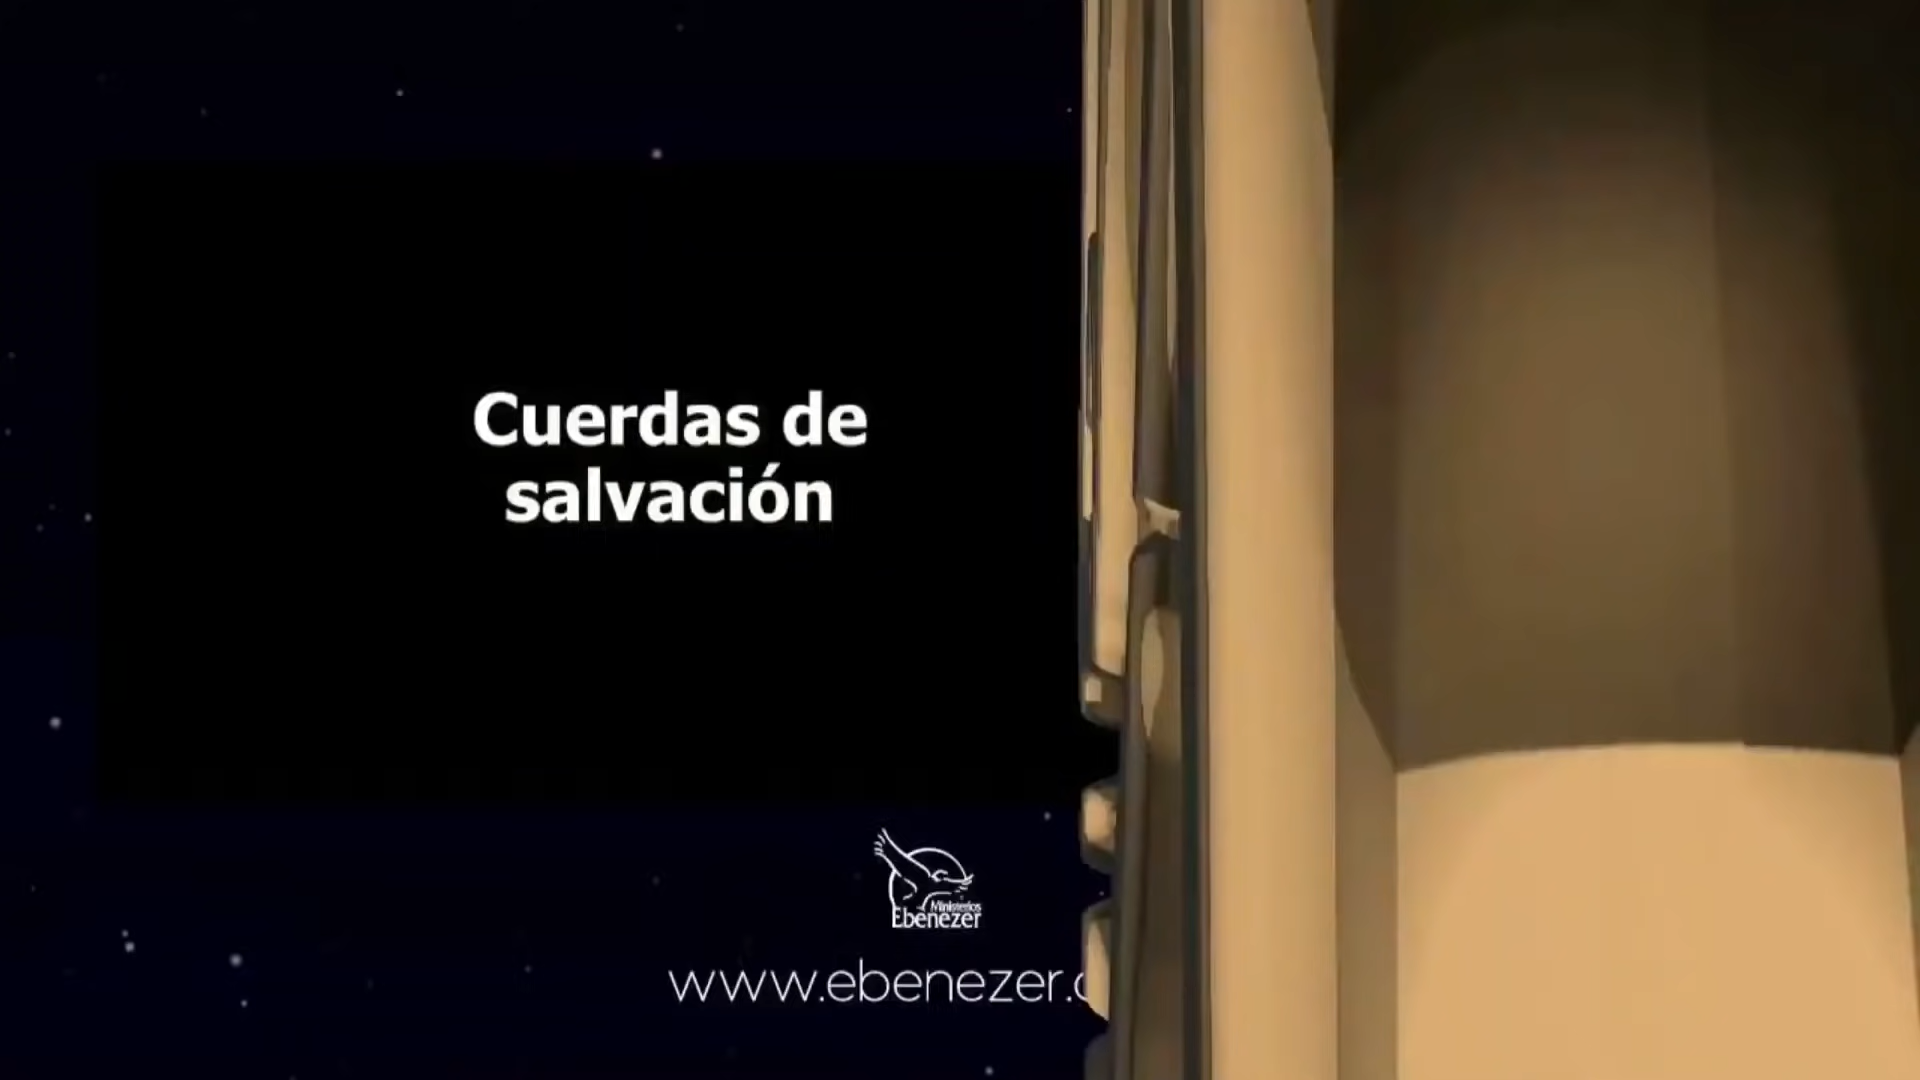 Cuerdas de
salvación
Ministerios
Ebenezer
www.ebenezer.